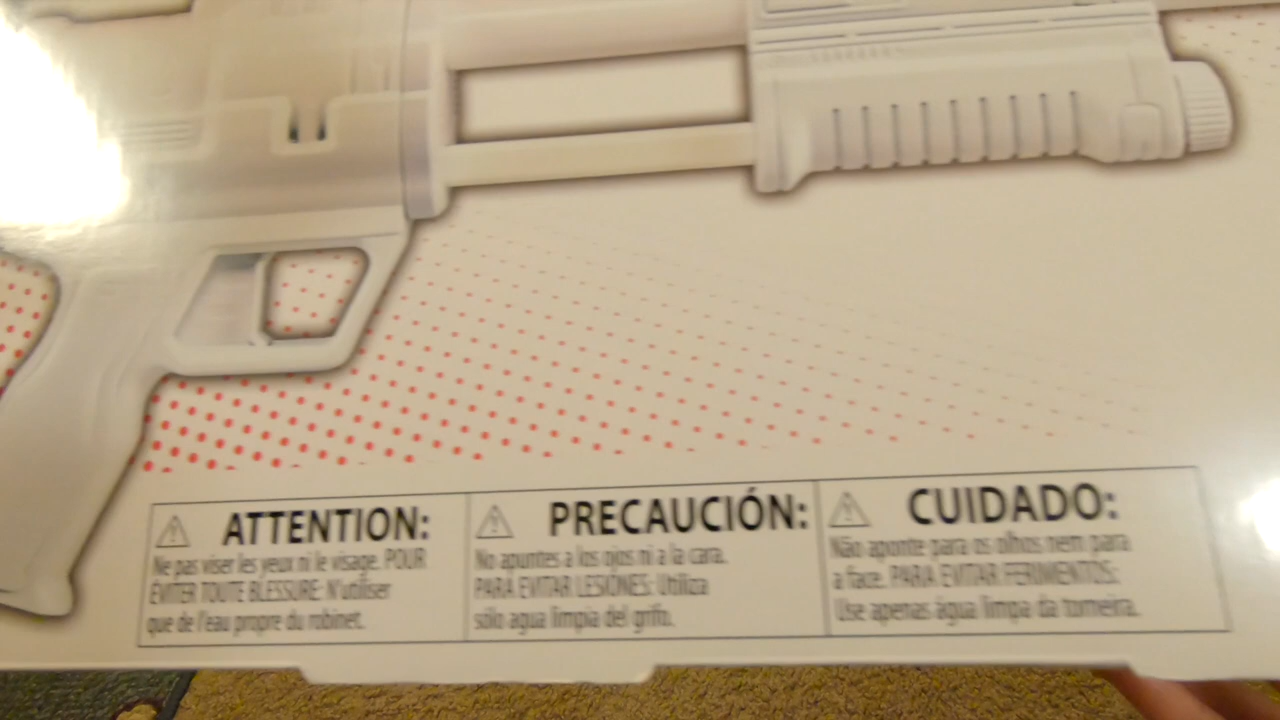 ATTENTION:
Ne pas viser les yeux ni le visage. POUR
ÉVITER TOUTE BLESSURE: N'utiliser
que de l'eau propre du robinet.
PRECAUCIÓN:
No apuntes a los ojos ni a la cara.
PARA EVITAR LESIONES: Utiliza
sólo agua limpia del grifo.
CUIDADO:
Não aponte para os olhos nem para
a face. PARA EVITAR FERIMENTOS:
Use apenas água limpa da torneira.